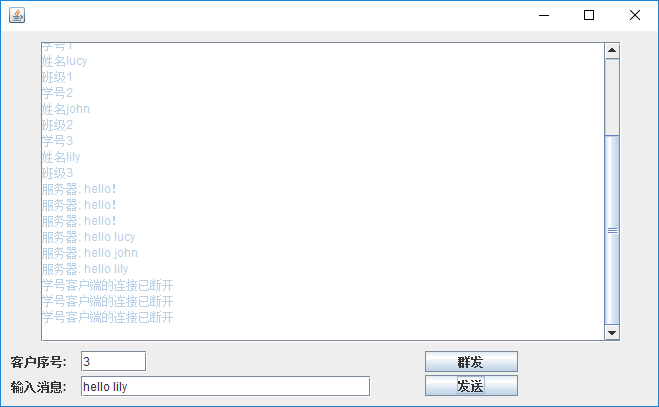 学号1
姓名lucy
班级1
学号2
姓名john
班级2
学号3
姓名lily
班级3
服务器: hello!
服务器: hello!
服务器: hello!
服务器: hello lucy
服务器: hello john
服务器: hello lily
学号客户端的连接已断开
学号客户端的连接已断开
学号客户端的连接已断开
客户序号: 3 群发
输入消息: hello lily 发送